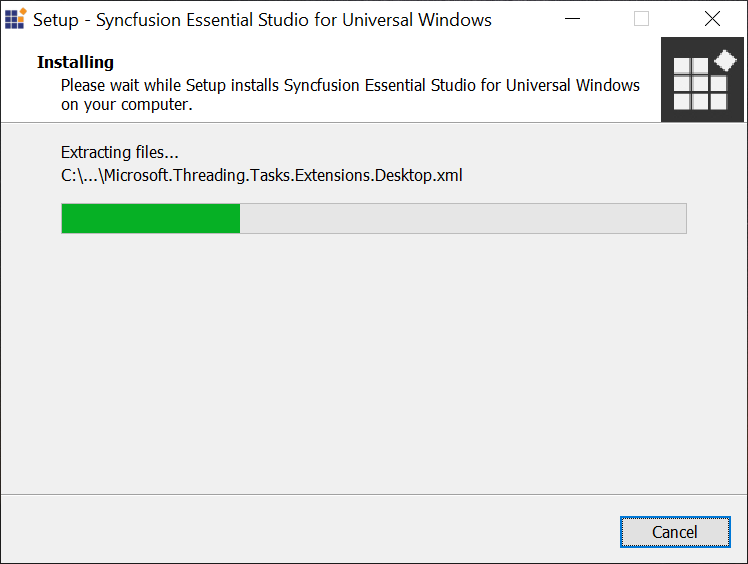 Setup - Syncfusion Essential Studio for Universal Windows
Installing
Please wait while Setup installs Syncfusion Essential Studio for Universal Windows
on your computer.
Extracting files...
C:\...\Microsoft.Threading.Tasks.Extensions.Desktop.xml
Cancel